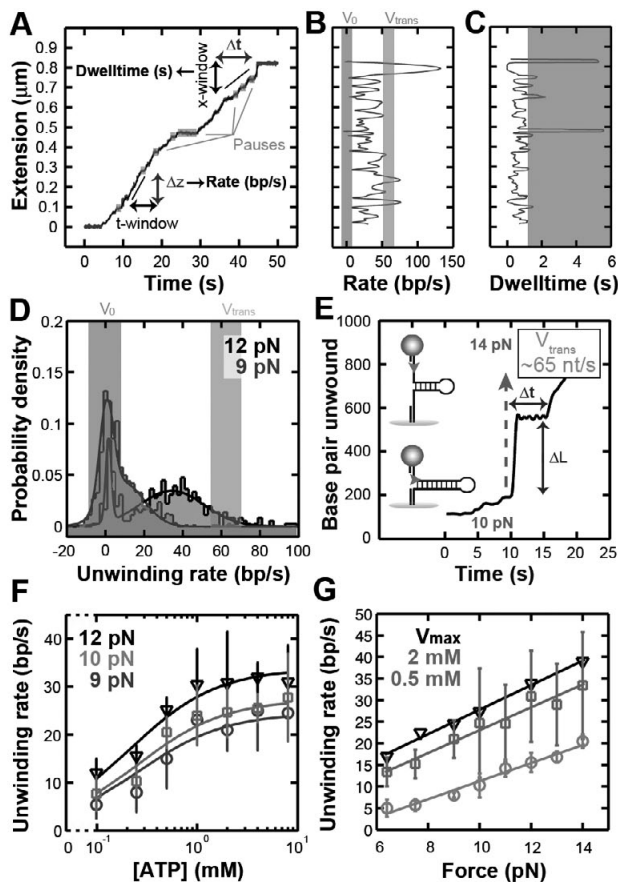 A
Extension (μm)
0.9
0.8
0.7
0.6
0.5
0.4
0.3
0.2
0.1
0
Δt
Dwelltime (s)
x-window
Pauses
Δz
Rate (bp/s)
t-window
0 10 20 30 40 50
Time (s)
B
V0 Vtrans
0 50 100 150
Rate (bp/s)
C
0 2 4 6
Dwelltime (s)
D
V0 Vtrans
12 pN
9 pN
Probability density
0.2
0.15
0.10
0.05
0
-20 0 20 40 60 80 100
Unwinding rate (bp/s)
E
Base pair unwound
1000
800
600
400
200
0
14 pN
Vtrans
~65 nt/s
Δt
ΔL
10 pN
0 5 10 15 20 25
Time (s)
F
Unwinding rate (bp/s)
40
30
20
10
0
12 pN
10 pN
9 pN
0 10-1 100 101
[ATP] (mM)
G
Unwinding rate (bp/s)
50
45
40
35
30
25
20
15
10
5
0
Vmax
2 mM
0.5 mM
6 8 10 12 14
Force (pN)